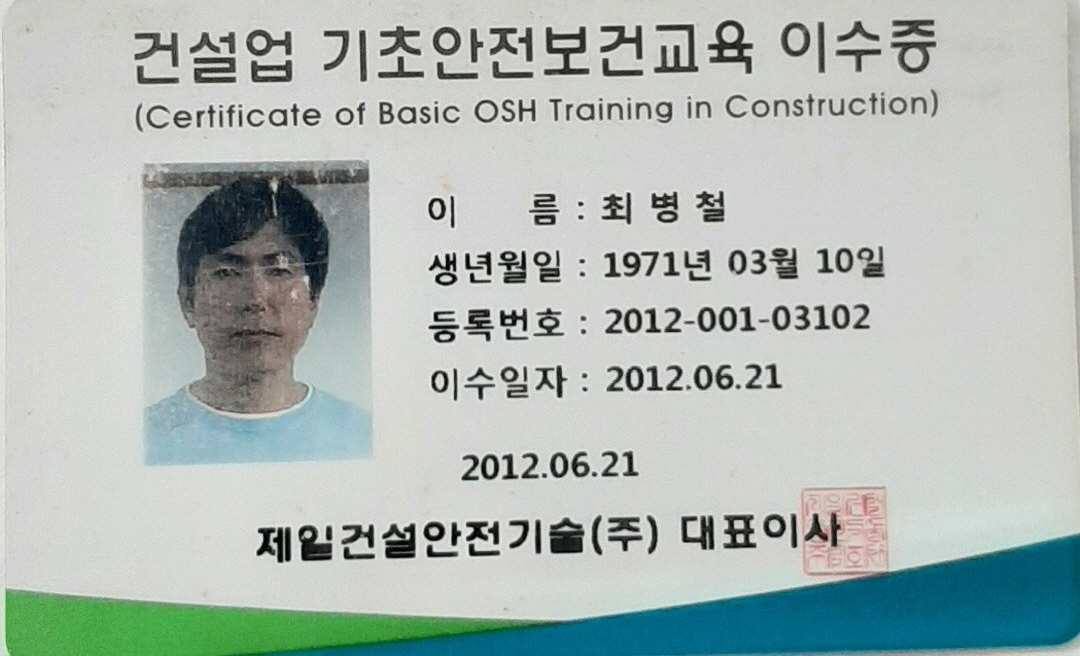 건설업 기초안전보건교육 이수증
(Certificate of Basic OSH Training in Construction)
이 름 : 최 병 철
생년월일 : 1971년 03월 10일
등록번호 : 2012-001-03102
이수일자 : 2012.06.21
2012.06.21
제일건설안전기술(주) 대표이사